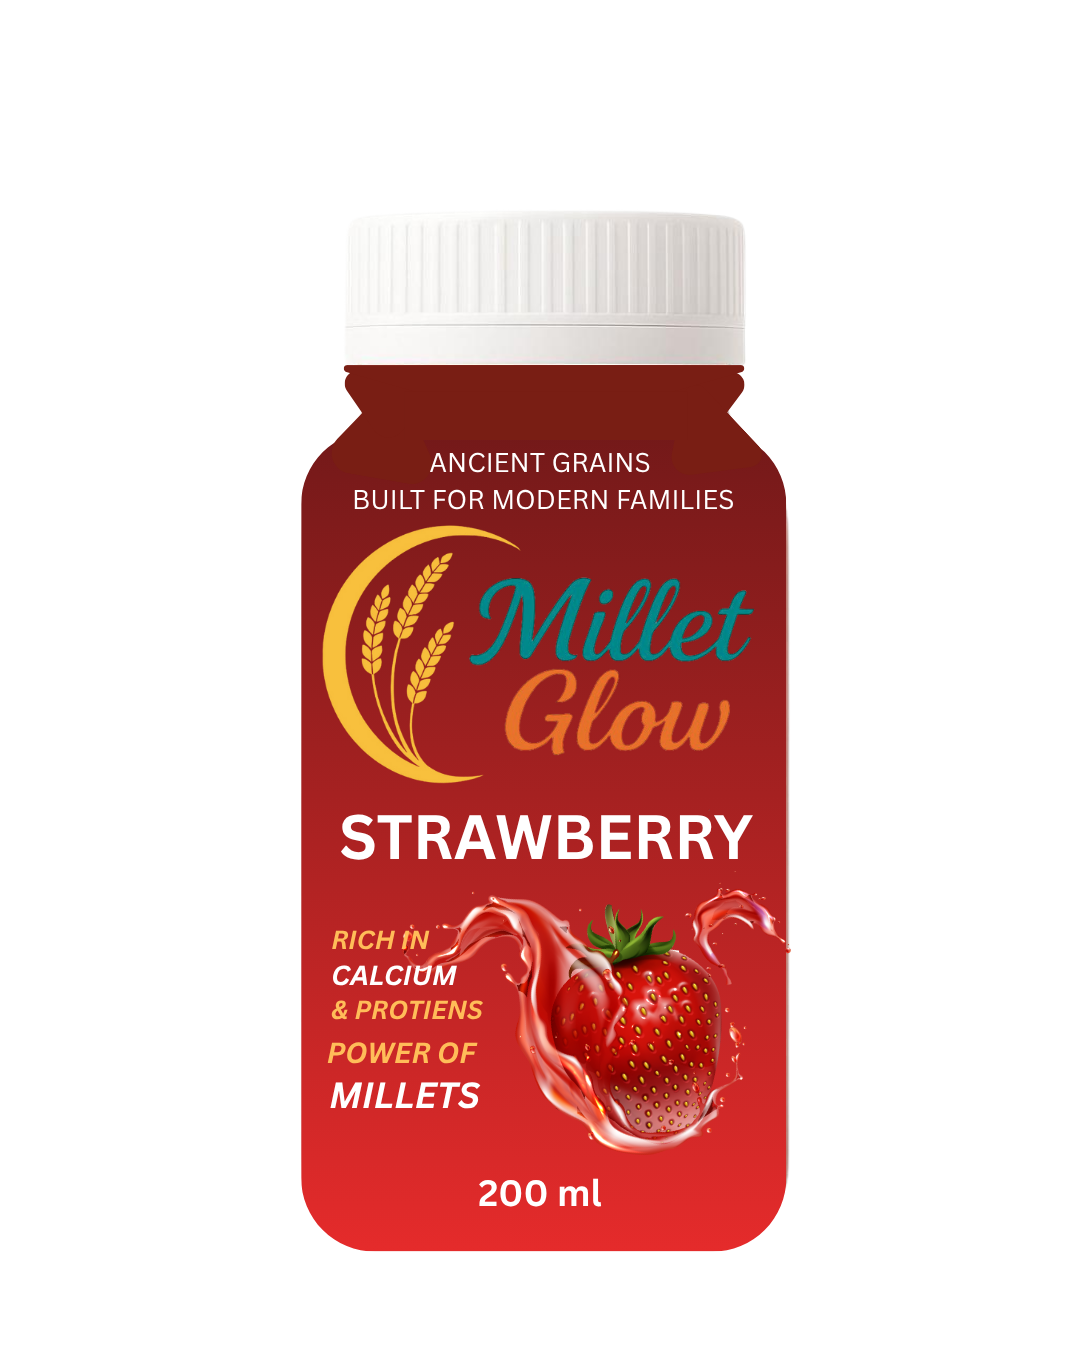 ANCIENT GRAINS
BUILT FOR MODERN FAMILIES
Millet
Glow
STRAWBERRY
RICH IN
CALCIUM
& PROTIENS
POWER OF
MILLETS
200 ml